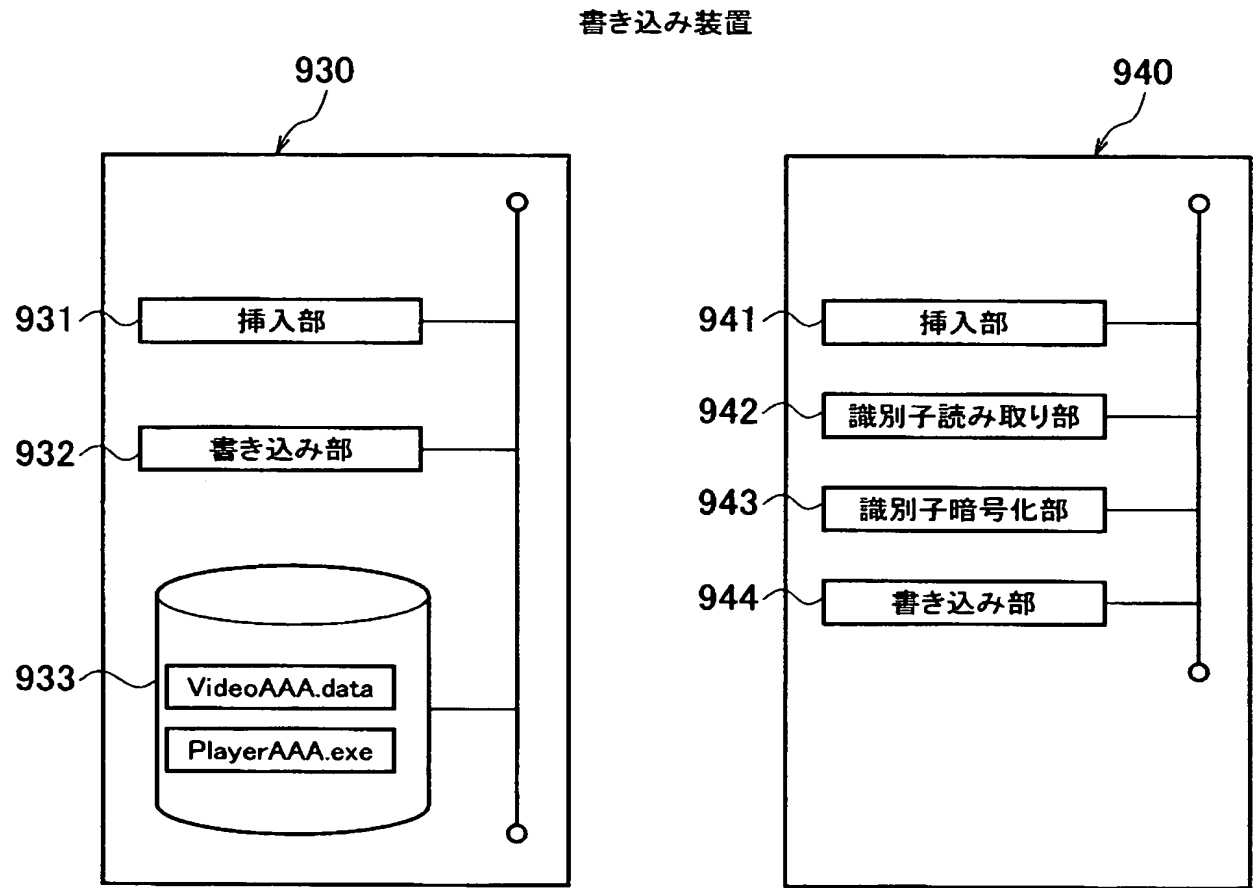 書き込み装置
930
931
挿入部
932
書き込み部
933
VideoAAA.data
PlayerAAA.exe
940
941
挿入部
942
識別子読み取り部
943
識別子暗号化部
944
書き込み部